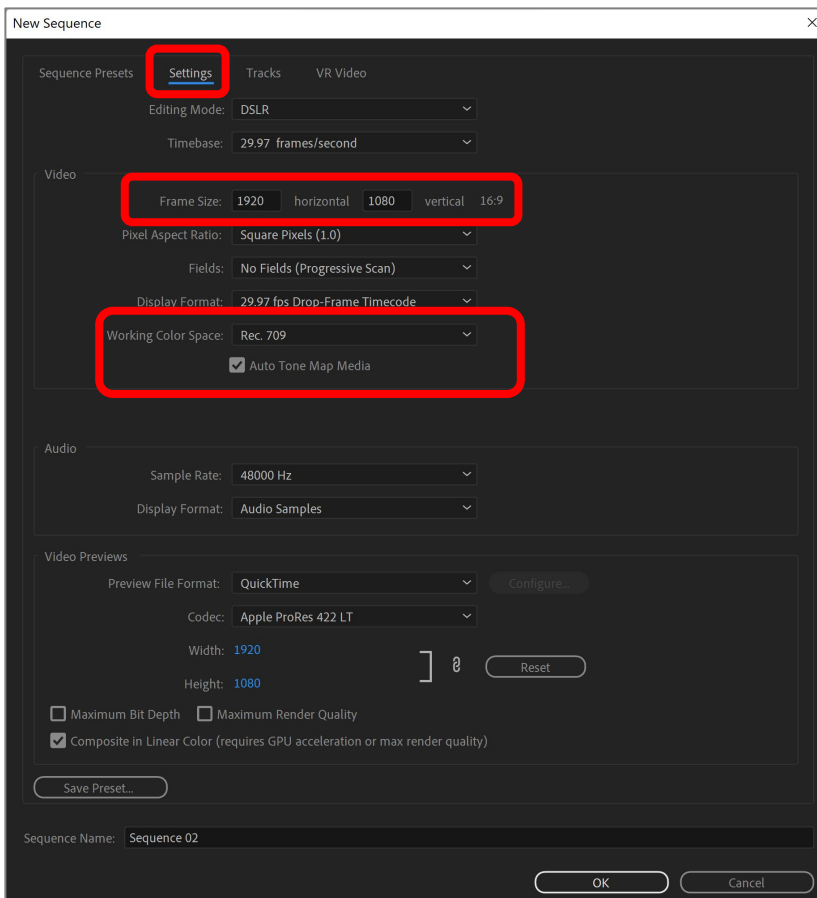 New Sequence
Sequence Presets Settings Tracks VR Video
Editing Mode: DSLR
Timebase: 29.97 frames/second
Video
Frame Size: 1920 horizontal 1080 vertical 16:9
Pixel Aspect Ratio: Square Pixels (1.0)
Fields: No Fields (Progressive Scan)
Display Format: 29.97 fps Drop-Frame Timecode
Working Color Space: Rec. 709
Auto Tone Map Media
Audio
Sample Rate: 48000 Hz
Display Format: Audio Samples
Video Previews
Preview File Format: QuickTime Configure...
Codec: Apple ProRes 422 LT
Width: 1920
Reset
Height: 1080
Maximum Bit Depth Maximum Render Quality
Composite in Linear Color (requires GPU acceleration or max render quality)
Save Preset...
Sequence Name: Sequence 02
OK Cancel